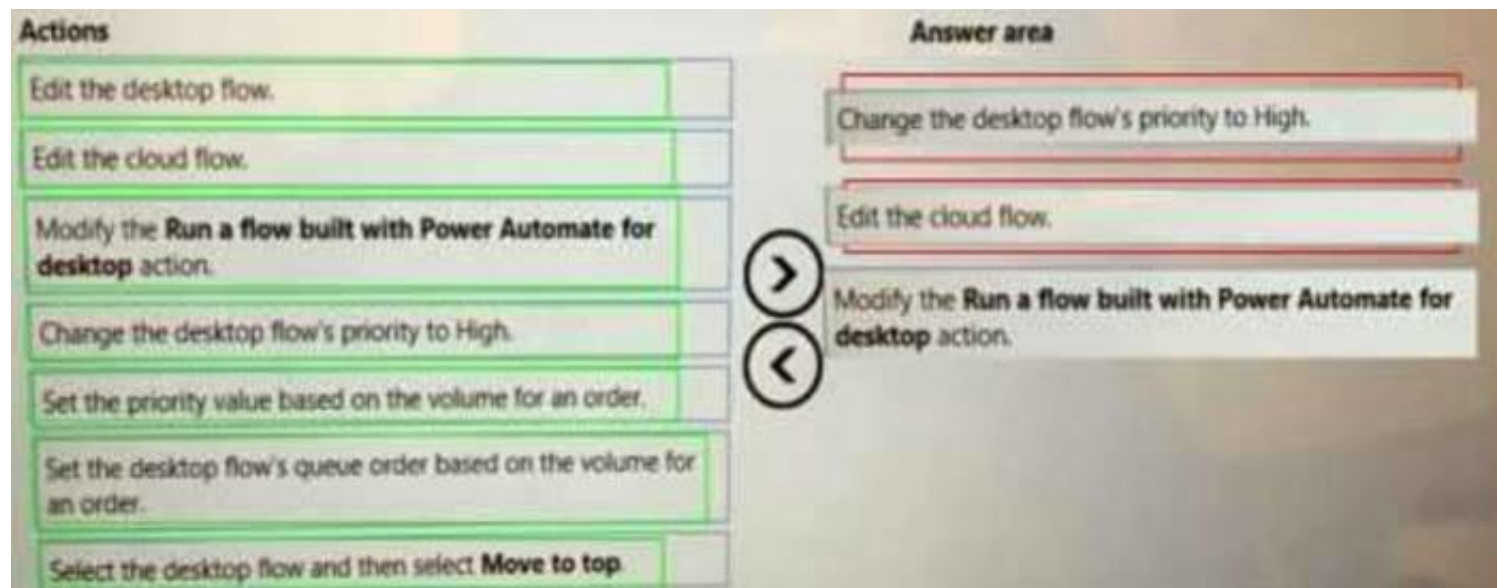 Actions
Edit the desktop flow.
Edit the cloud flow.
Modify the Run a flow built with Power Automate for
desktop action.
Change the desktop flow's priority to High.
Set the priority value based on the volume for an order.
Set the desktop flow's queue order based on the volume for
an order.
Select the desktop flow and then select Move to top.
Answer area
Change the desktop flow's priority to High.
Edit the cloud flow.
Modify the Run a flow built with Power Automate for
desktop action.